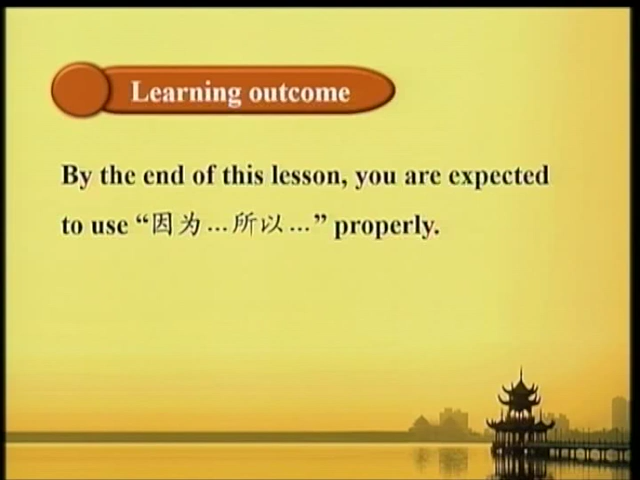 Learning outcome
By the end of this lesson, you are expected
to use “因为…所以…” properly.